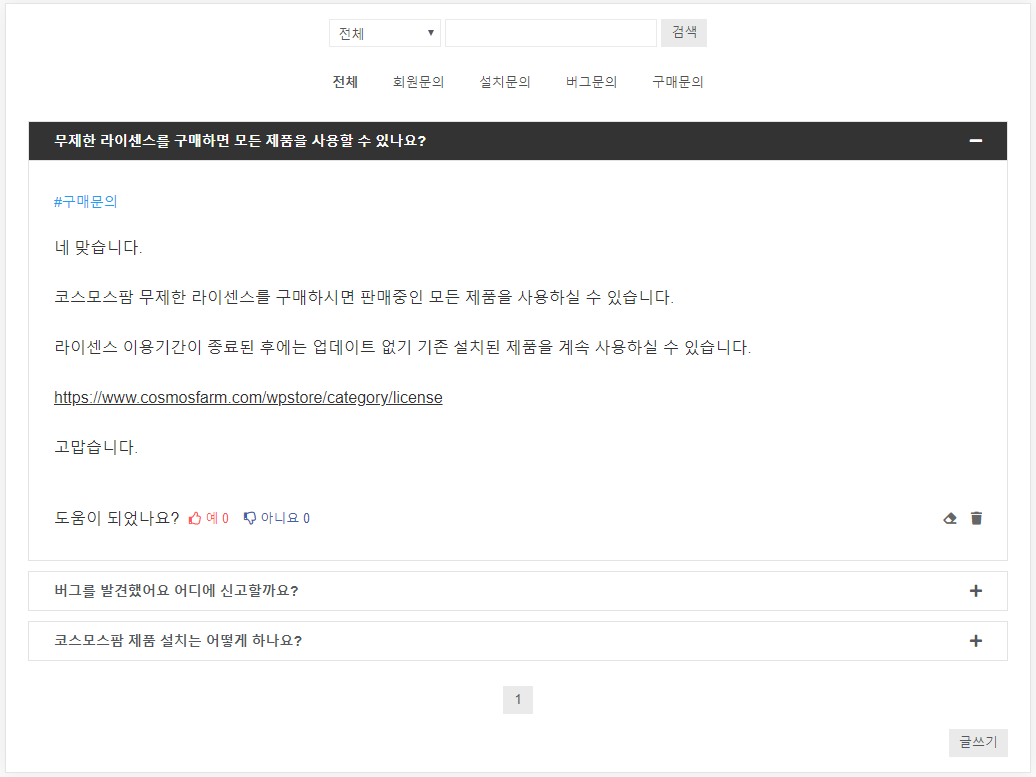 전체 검색
전체 회원문의 설치문의 버그문의 구매문의
무제한 라이센스를 구매하면 모든 제품을 사용할 수 있나요?
#구매문의
네 맞습니다.
코스모스팜 무제한 라이센스를 구매하시면 판매중인 모든 제품을 사용하실 수 있습니다.
라이센스 이용기간이 종료된 후에는 업데이트 없기 기존 설치된 제품을 계속 사용하실 수 있습니다.
https://www.cosmosfarm.com/wpstore/category/license
고맙습니다.
도움이 되었나요? 예 0 아니요 0
버그를 발견했어요 어디에 신고할까요?
코스모스팜 제품 설치는 어떻게 하나요?
1
글쓰기